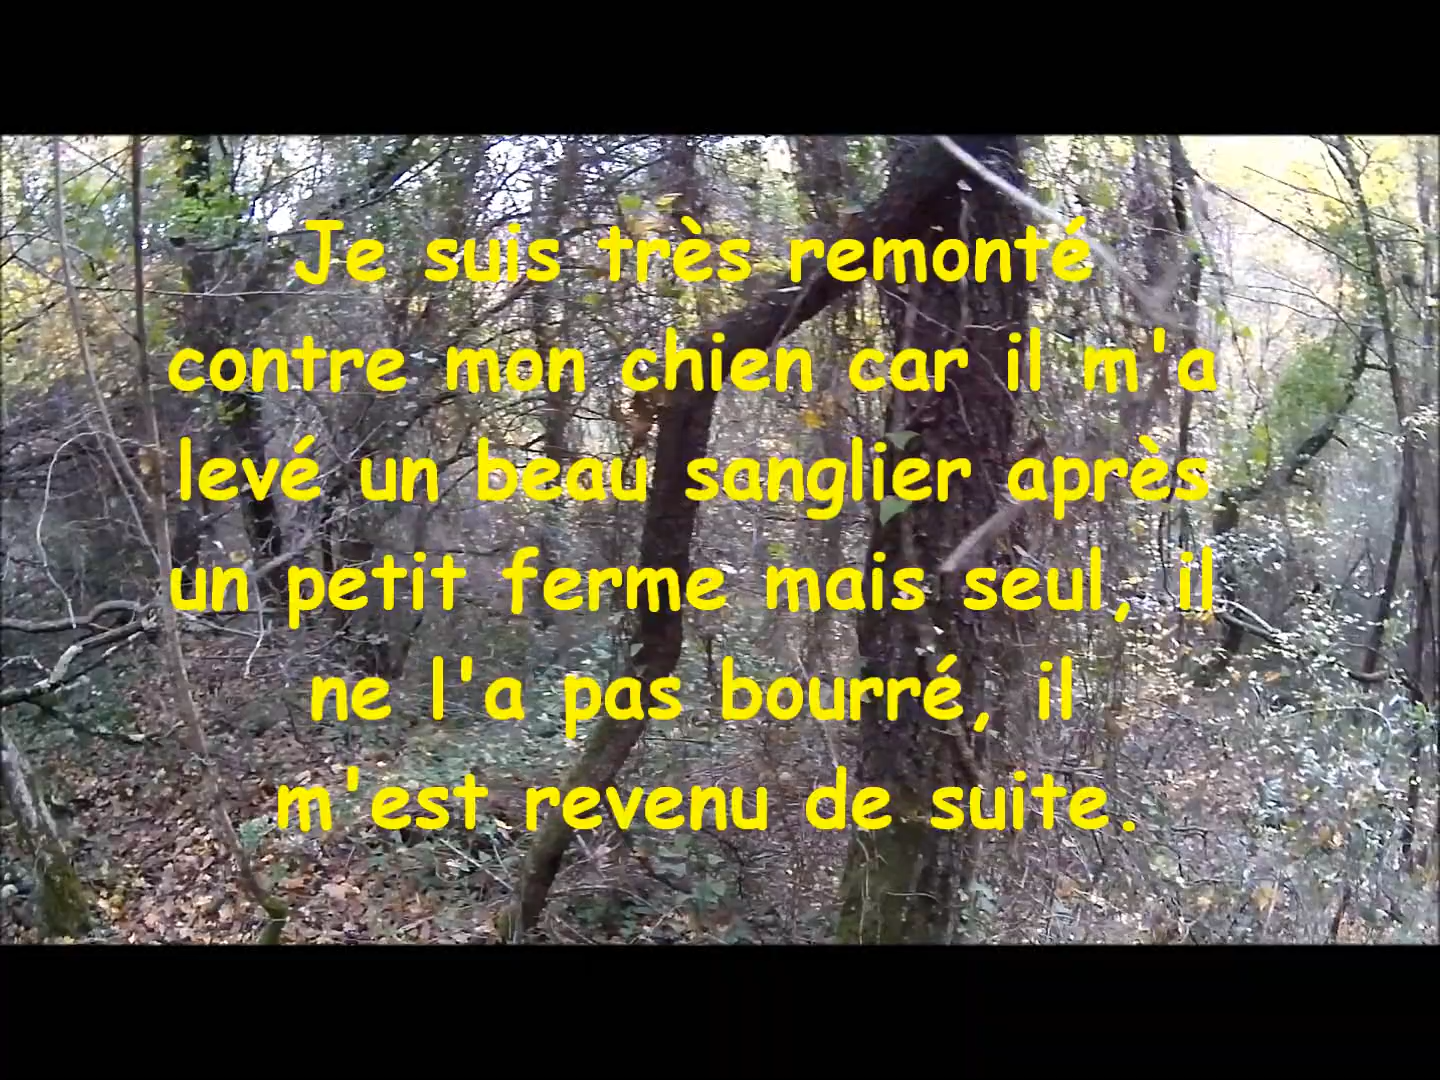 Je suis très remonté
contre mon chien car il m'a
levé un beau sanglier après
un petit ferme mais seul, il
ne l'a pas bourré, il
m'est revenu de suite.